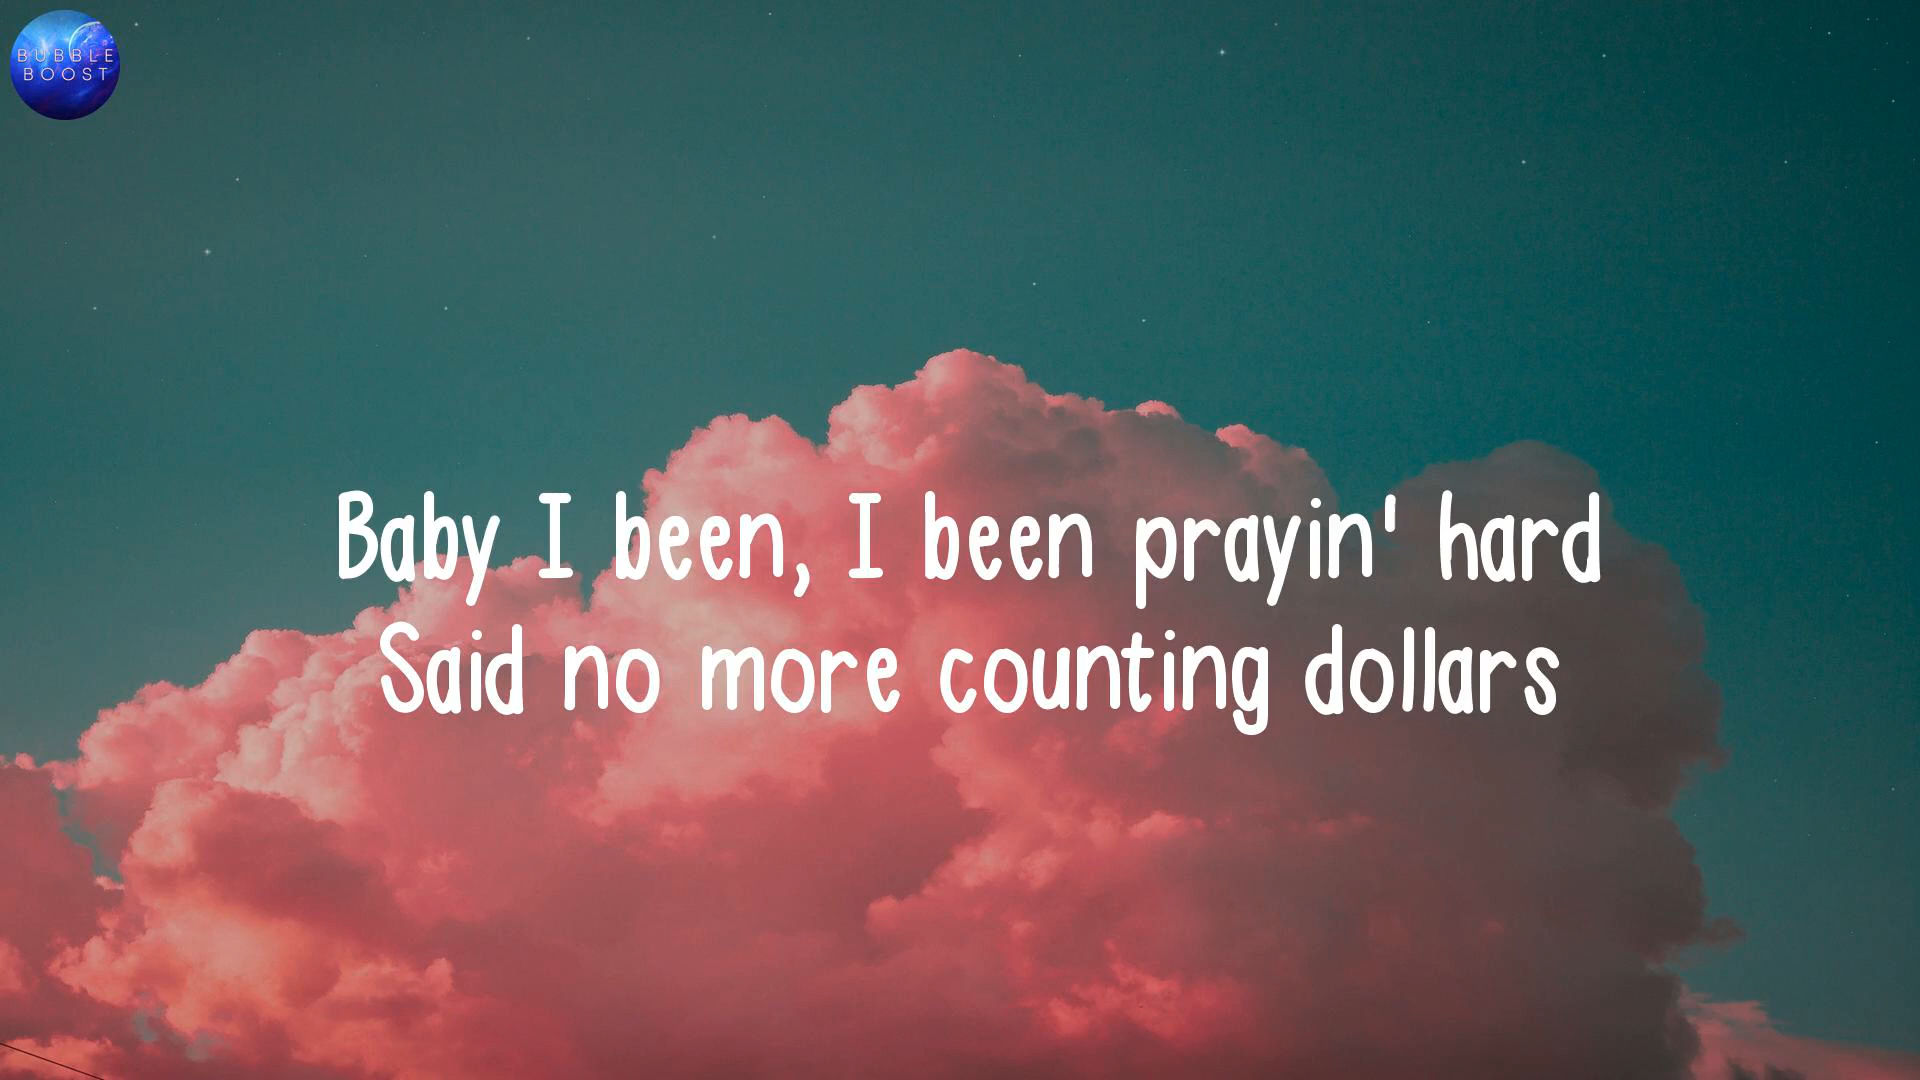 BUBBLE
BOOST
Baby I been, I been prayin' hard
Said no more counting dollars